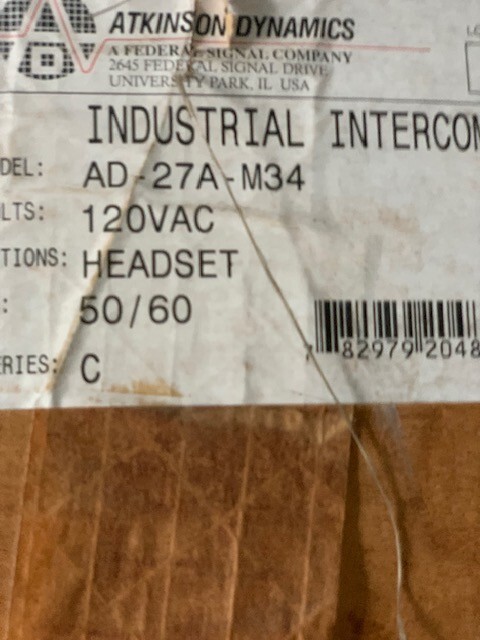 ATKINSON DYNAMICS
A FEDERAL SIGNAL COMPANY
2645 FEDERAL SIGNAL DRIVE
UNIVERSITY PARK, IL USA
INDUSTRIAL INTERCOM
DEL: AD-27A-M34
LTS: 120VAC
TIONS: HEADSET
: 50/60
7 82979 2048
RIES: C